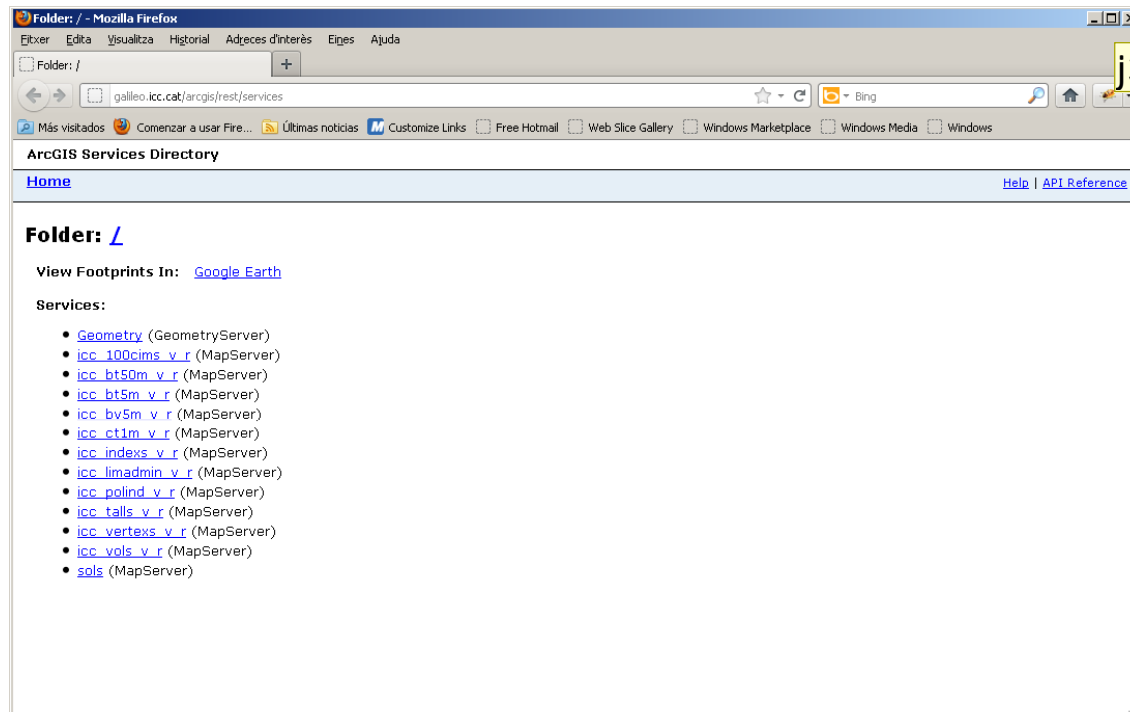 Folder: / - Mozilla Firefox
Fitxer Edita Visualitza Historial Adreces d'interès Eines Ajuda
Folder: /
galileo.icc.cat/arcgis/rest/services
Bing
Más visitados Comenzar a usar Fire... Últimas noticias Customize Links Free Hotmail Web Slice Gallery Windows Marketplace Windows Media Windows
ArcGIS Services Directory
Home
Help | API Reference
Folder: /
View Footprints In: Google Earth
Services:
Geometry (GeometryServer)
icc_100cims_v_r (MapServer)
icc_bt50m_v_r (MapServer)
icc_bt5m_v_r (MapServer)
icc_bv5m_v_r (MapServer)
icc_ct1m_v_r (MapServer)
icc_indexs_v_r (MapServer)
icc_limadmin_v_r (MapServer)
icc_polind_v_r (MapServer)
icc_talls_v_r (MapServer)
icc_vertexs_v_r (MapServer)
icc_vols_v_r (MapServer)
sols (MapServer)